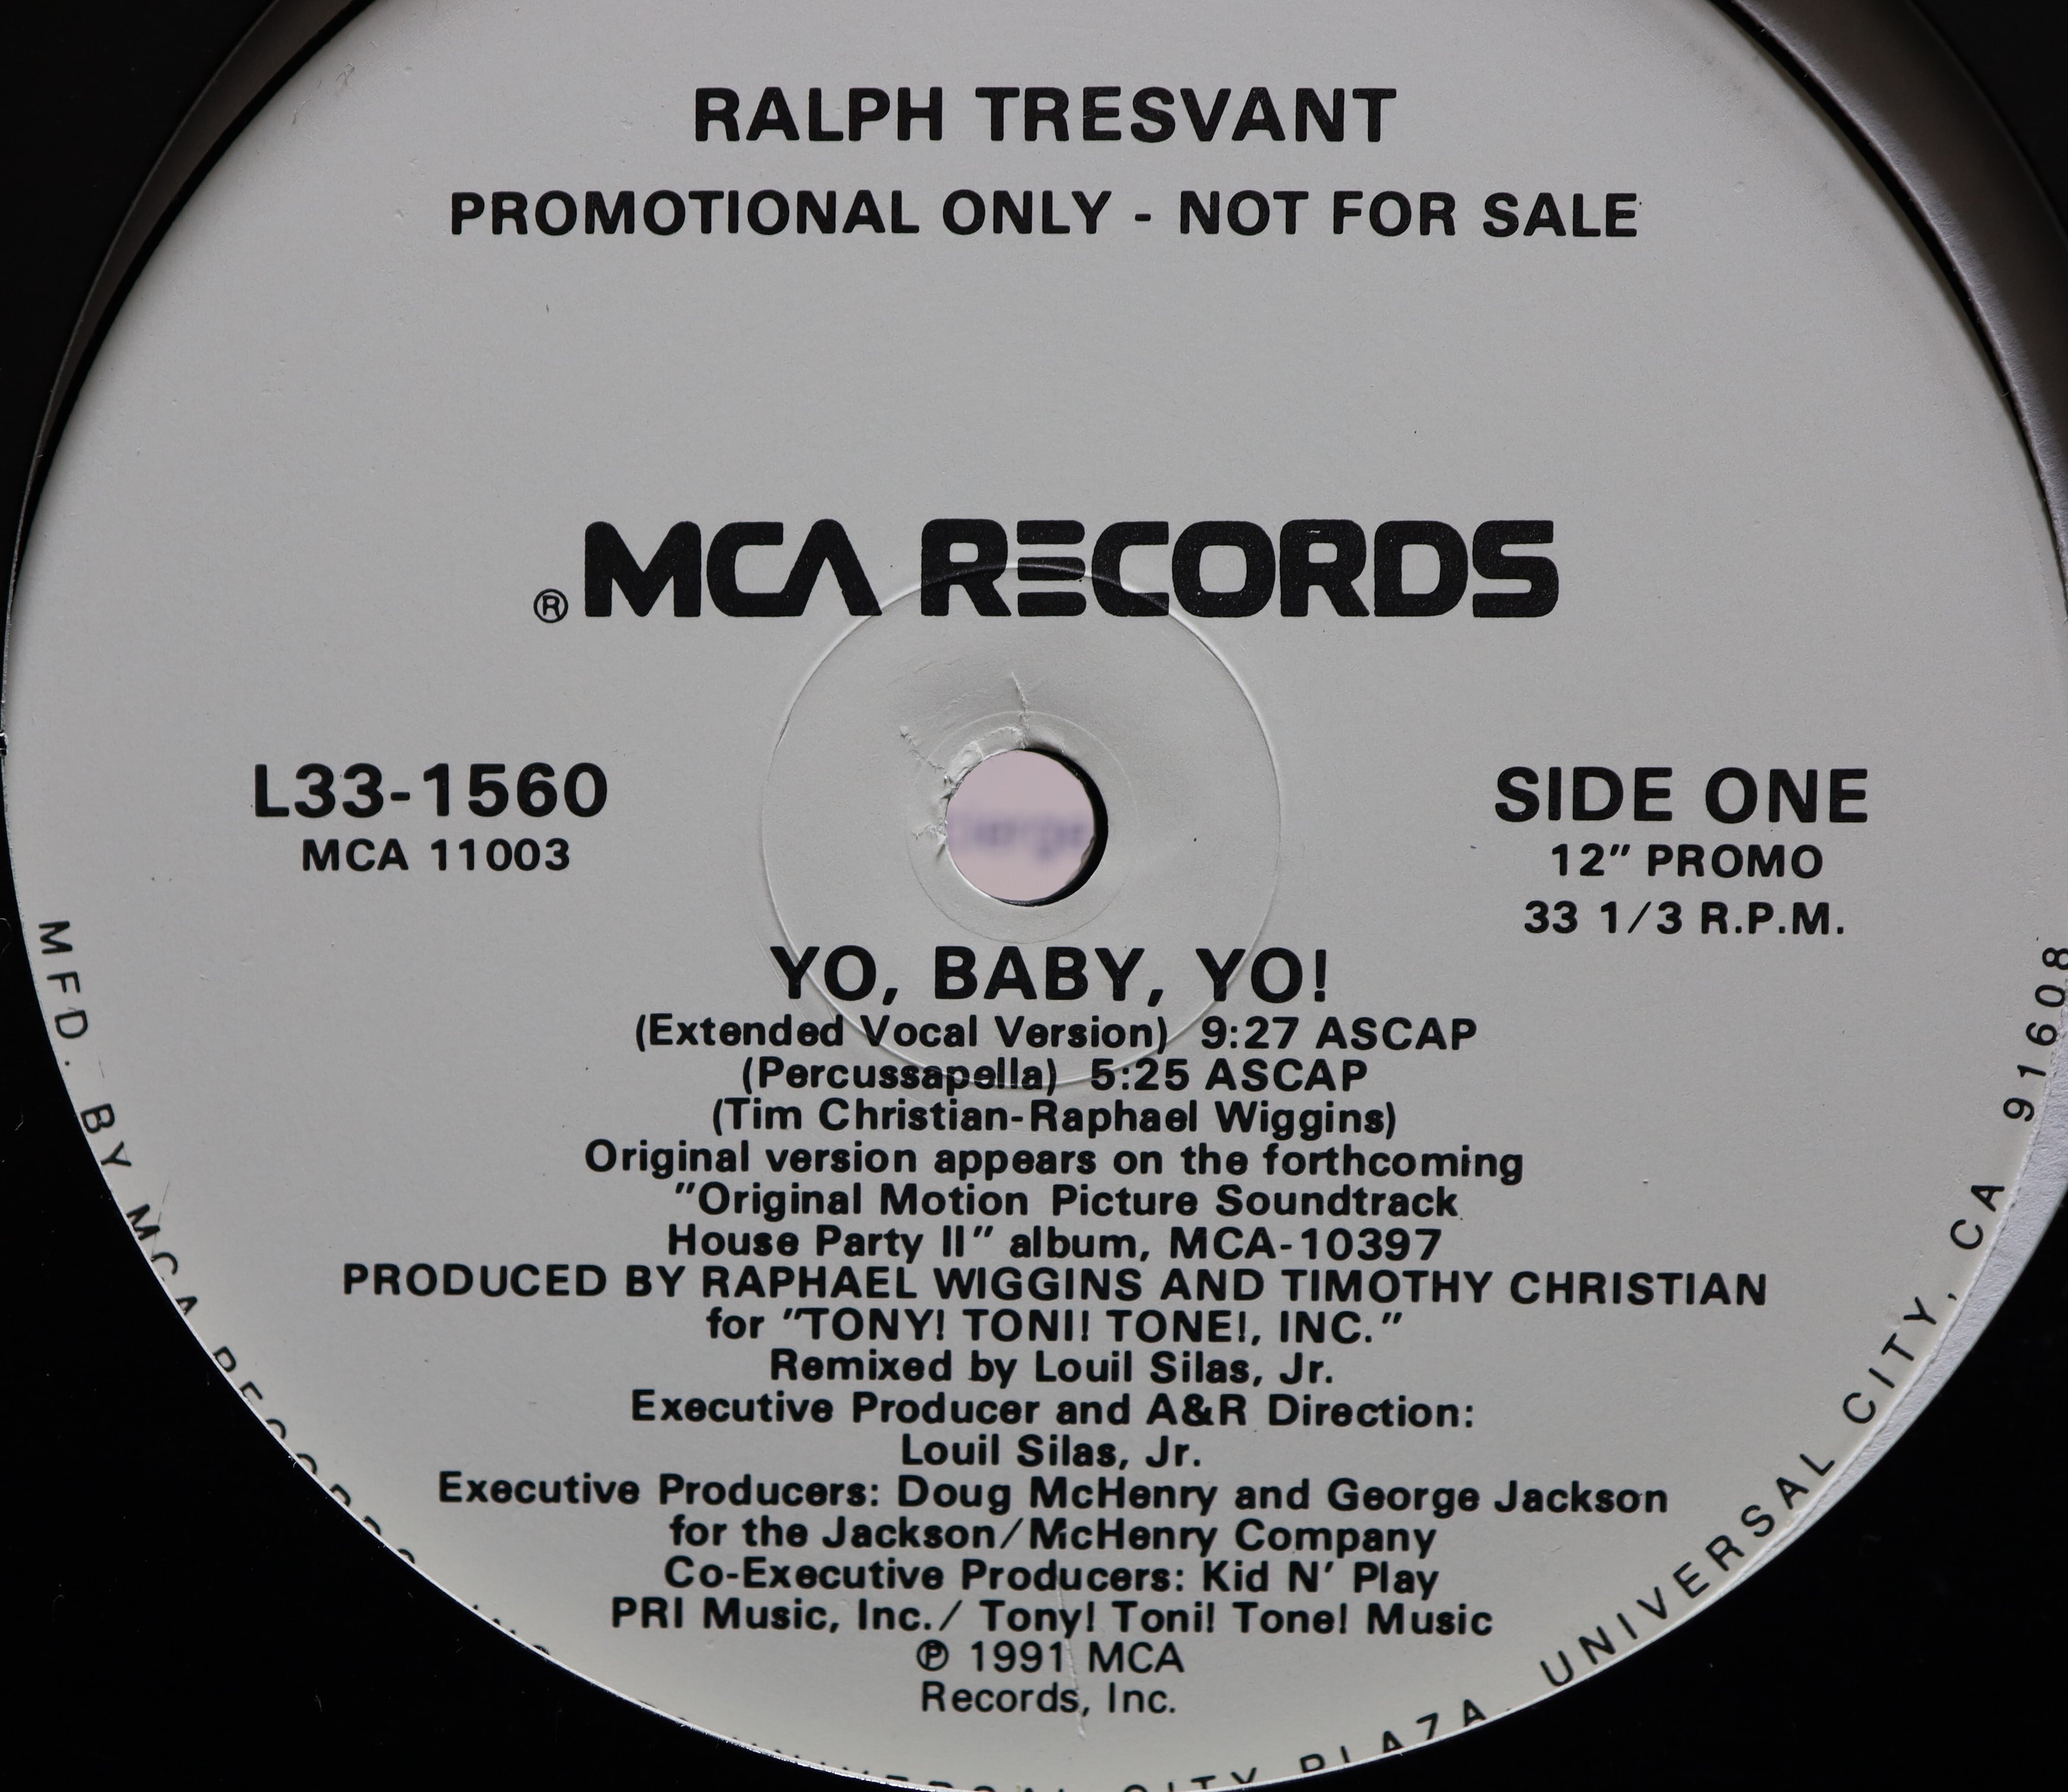 RALPH TRESVANT
PROMOTIONAL ONLY - NOT FOR SALE
® MCA RECORDS
L33-1560
MCA 11003
SIDE ONE
12" PROMO
33 1/3 R.P.M.
YO, BABY, YO!
(Extended Vocal Version) 9:27 ASCAP
(Percussapella) 5:25 ASCAP
(Tim Christian-Raphael Wiggins)
Original version appears on the forthcoming
"Original Motion Picture Soundtrack
House Party II" album, MCA-10397
PRODUCED BY RAPHAEL WIGGINS AND TIMOTHY CHRISTIAN
for "TONY! TONI! TONE!, INC."
Remixed by Louil Silas, Jr.
Executive Producer and A&R Direction:
Louil Silas, Jr.
Executive Producers: Doug McHenry and George Jackson
for the Jackson/McHenry Company
Co-Executive Producers: Kid N' Play
PRI Music, Inc./ Tony! Toni! Tone! Music
℗ 1991 MCA
Records, Inc.
MFD. BY MCA RECORDS CITY PLAZA, UNIVERSAL CITY, CA 91608